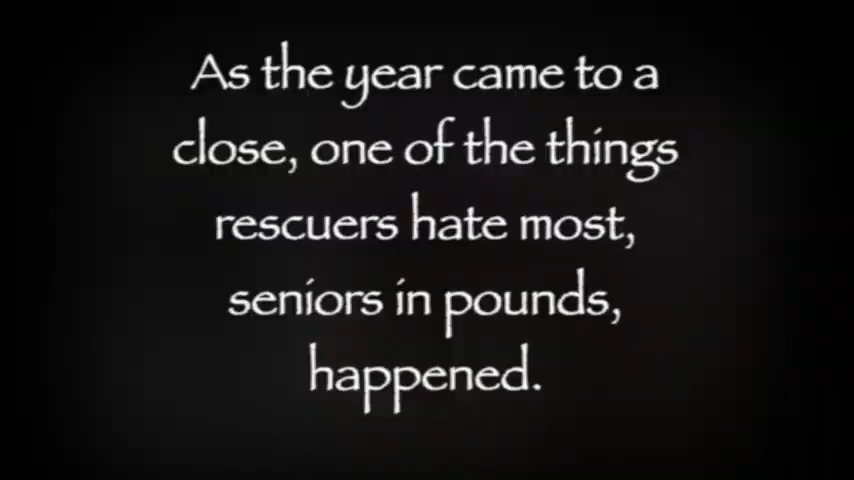 As the year came to a
close, one of the things
rescuers hate most,
seniors in pounds,
happened.